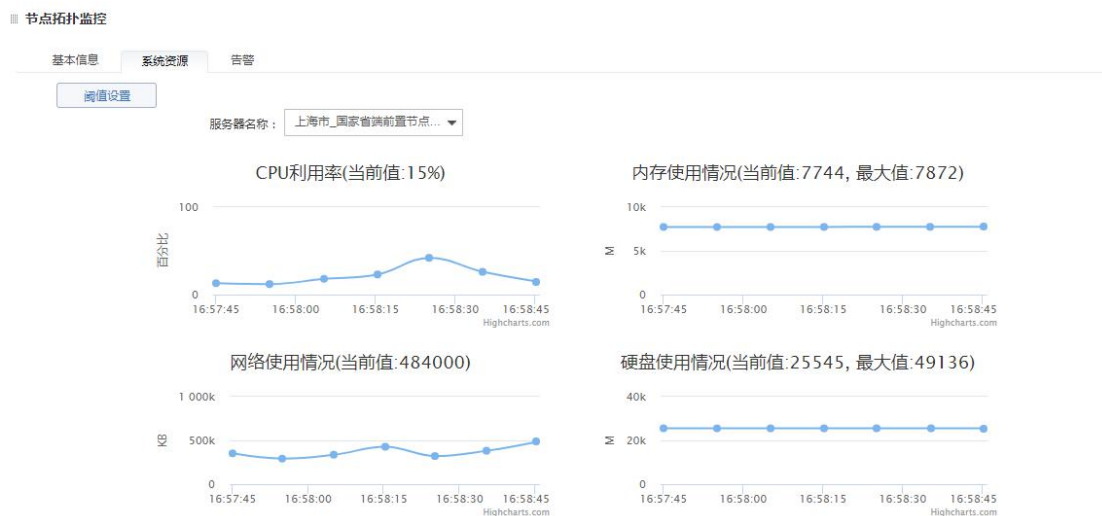 节点拓扑监控
基本信息 系统资源 告警
阈值设置
服务器名称： 上海市_国家省端前置节点...
CPU利用率(当前值:15%)
100
百分比
0
16:57:45 16:58:00 16:58:15 16:58:30 16:58:45
Highcharts.com
内存使用情况(当前值:7744, 最大值:7872)
10k
M
5k
0
16:57:45 16:58:00 16:58:15 16:58:30 16:58:45
Highcharts.com
网络使用情况(当前值:484000)
1 000k
KB
500k
0
16:57:45 16:58:00 16:58:15 16:58:30 16:58:45
Highcharts.com
硬盘使用情况(当前值:25545, 最大值:49136)
40k
M
20k
0
16:57:45 16:58:00 16:58:15 16:58:30 16:58:45
Highcharts.com